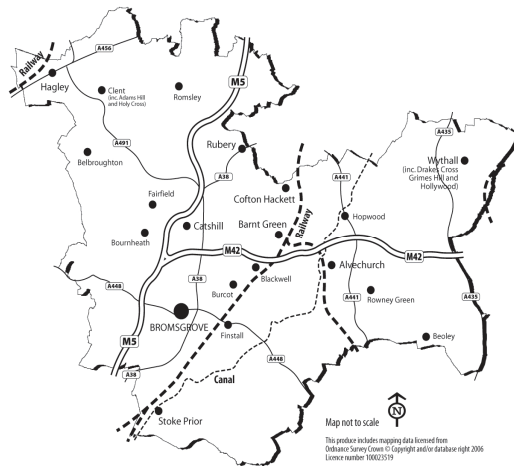 A456
Railway
Hagley
Clent
(inc. Adams Hill
and Holy Cross)
Romsley
M5
A491
Belbroughton
Rubery
A38
A435
Wythall
(inc. Drakes Cross
Grimes Hill and
Hollywood)
A441
Cofton Hackett
Fairfield
Hopwood
Catshill
Barnt Green
Railway
Bournheath
M42
M42
Alvechurch
Blackwell
A448
A38
Burcot
Rowney Green
A441
A435
BROMSGROVE
M5
Finstall
Beoley
A448
A38
Canal
Stoke Prior
N
Map not to scale
This produce includes mapping data licensed from
Ordnance Survey Crown © Copyright and/or database right 2006
Licence number 100023519